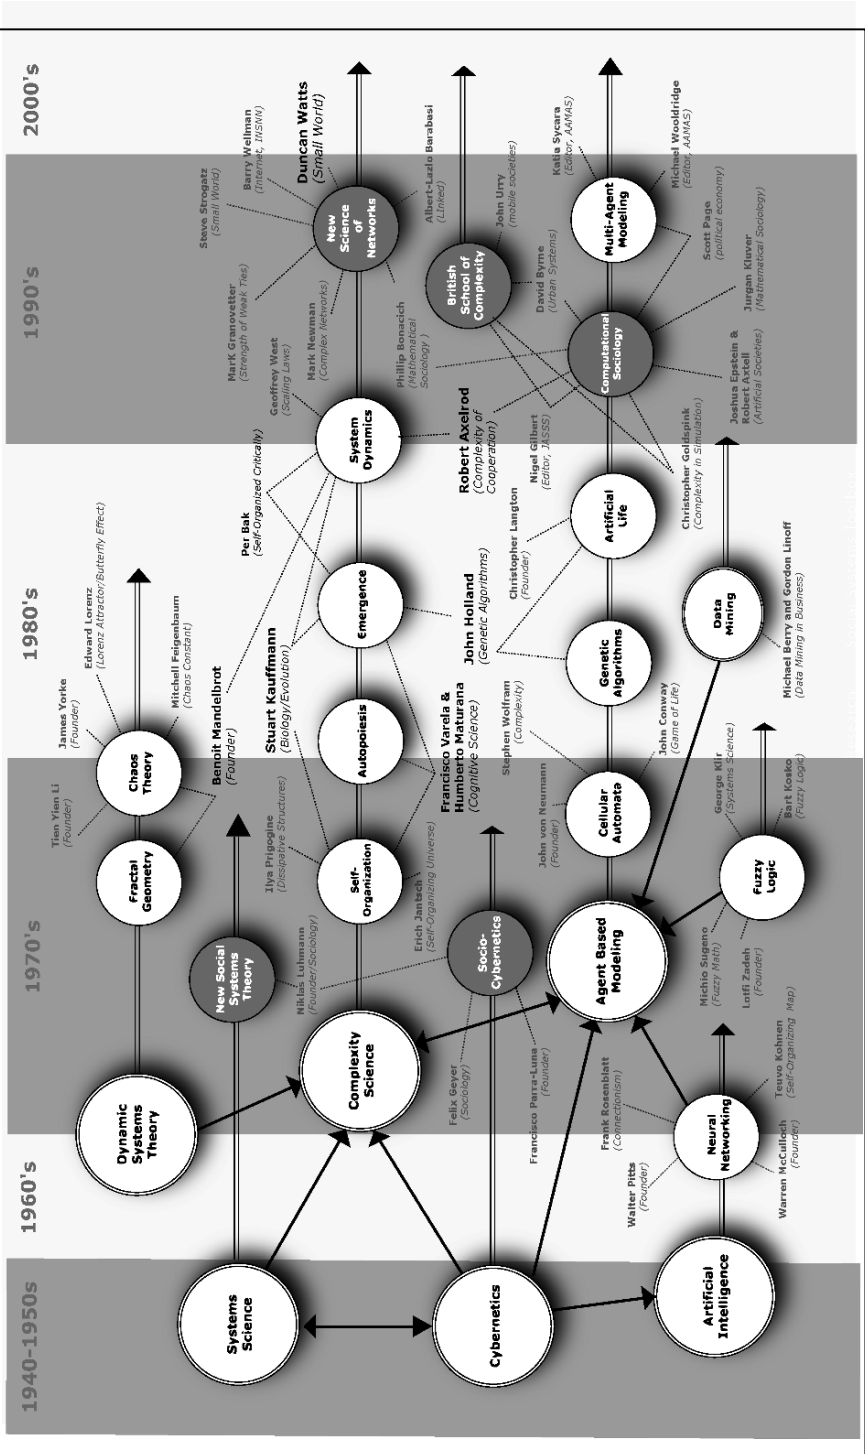 1940-1950s
1960's
1970's
1980's
1990's
2000's
Tien Yien Li
(Founder)
James Yorke
(Founder)
Edward Lorenz
(Lorenz Attractor/Butterfly Effect)
Mitchell Feigenbaum
(Chaos Constant)
Dynamic
Systems
Theory
Fractal
Geometry
Chaos
Theory
Benoit Mandelbrot
(Founder)
Steve Strogatz
(Small World)
Barry Wellman
(Internet, INSNN)
Duncan Watts
(Small World)
Mark Granovetter
(Strength of Weak Ties)
Geoffrey West
(Scaling Laws)
Mark Newman
(Complex Networks)
Per Bak
(Self-Organized Critically)
Systems
Science
New Social
Systems
Theory
Ilya Prigogine
(Dissipative Structures)
Stuart Kauffmann
(Biology/Evolution)
Niklas Luhmann
(Founder/Sociology)
Complexity
Science
Self-
Organization
Autopoiesis
Emergence
System
Dynamics
New
Science
of
Networks
Erich Jantsch
(Self-Organizing Universe)
Francisco Varela &
Humberto Maturana
(Cognitive Science)
John Holland
(Genetic Algorithms)
Robert Axelrod
(Complexity of
Cooperation)
Phillip Bonacich
(Mathematical
Sociology )
Albert-Lazlo Barabasi
(LInked)
Felix Geyer
(Sociology)
Cybernetics
Socio-
Cybernetics
British
School of
Complexity
John Urry
(mobile societies)
David Byrne
(Urban Systems)
Francisco Parra-Luna
(Founder)
John von Neumann
(Founder)
Stephen Wolfram
(Complexity)
Christopher Langton
(Founder)
Nigel Gilbert
(Editor, JASSS)
Katia Sycara
(Editor, AAMAS)
Frank Rosenblatt
(Connectionism)
Agent Based
Modeling
Cellular
Automata
Genetic
Algorithms
Artificial
Life
Computational
Sociology
Multi-Agent
Modeling
Walter Pitts
(Founder)
John Conway
(Game of Life)
Christopher Goldspink
(Complexity in Simulation)
Michael Wooldridge
(Editor, AAMAS)
Scott Page
(political economy)
Joshua Epstein &
Robert Axtell
(Artificial Societies)
Jurgan Kluver
(Mathematical Sociology)
Artificial
Intelligence
Neural
Networking
Michio Sugeno
(Fuzzy Math)
Lotfi Zadeh
(Founder)
George Klir
(Systems Science)
Data
Mining
Fuzzy
Logic
Bart Kosko
(Fuzzy Logic)
Michael Berry and Gordon Linoff
(Data Mining in Business)
Warren McCulloch
(Founder)
Teuvo Kohnen
(Self-Organizing Map)